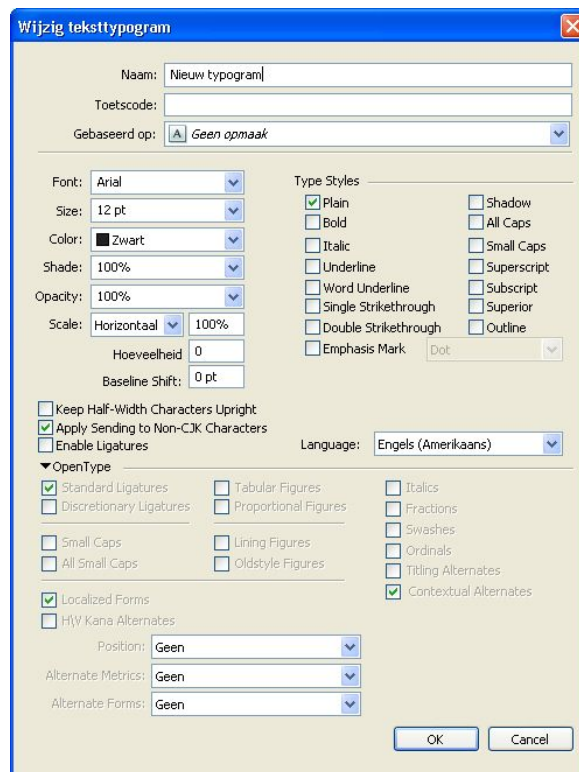 Wijzig teksttypogram
Naam: Nieuw typogram
Toetscode:
Gebaseerd op: A Geen opmaak
Font: Arial
Size: 12 pt
Color: Zwart
Shade: 100%
Opacity: 100%
Scale: Horizontaal 100%
Hoeveelheid 0
Baseline Shift: 0 pt
Type Styles
Plain
Bold
Italic
Underline
Word Underline
Single Strikethrough
Double Strikethrough
Emphasis Mark Dot
Shadow
All Caps
Small Caps
Superscript
Subscript
Superior
Outline
Keep Half-Width Characters Upright
Apply Sending to Non-CJK Characters
Enable Ligatures
Language: Engels (Amerikaans)
OpenType
Standard Ligatures
Discretionary Ligatures
Tabular Figures
Proportional Figures
Small Caps
All Small Caps
Lining Figures
Oldstyle Figures
Italics
Fractions
Swashes
Ordinals
Titling Alternates
Contextual Alternates
Localized Forms
H\V Kana Alternates
Position: Geen
Alternate Metrics: Geen
Alternate Forms: Geen
OK Cancel